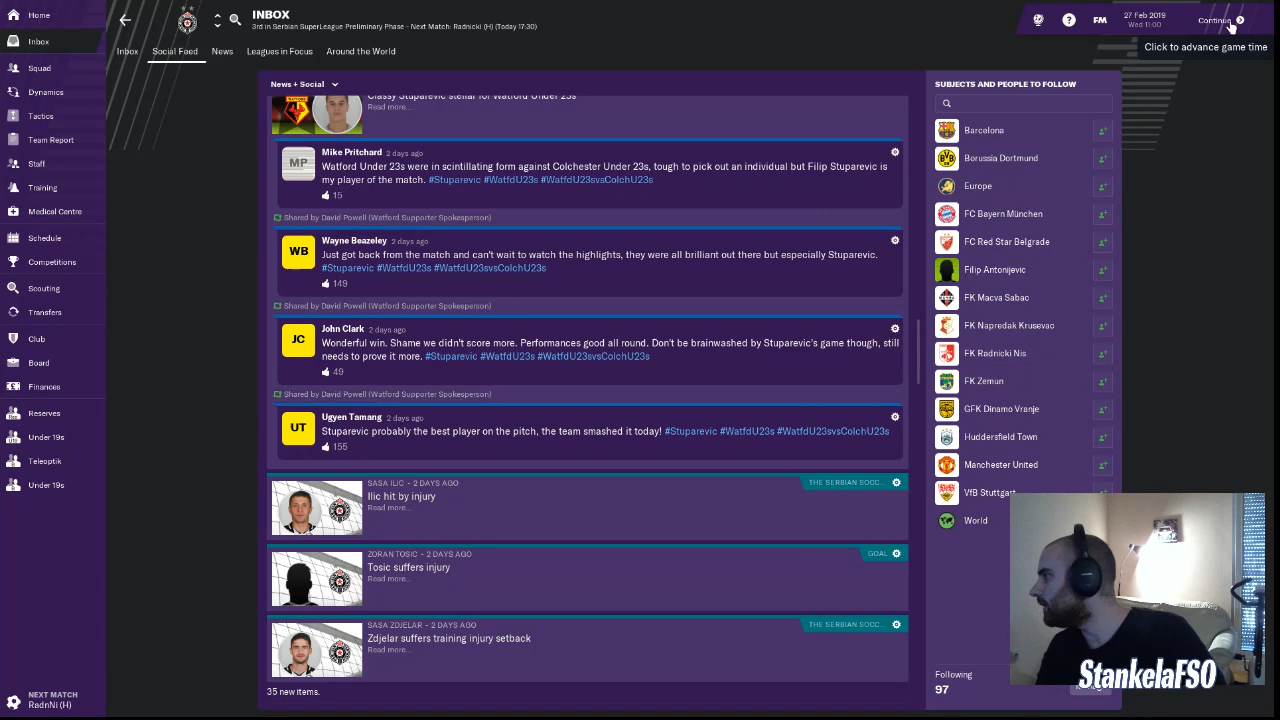 Home
INBOX
3rd in Serbian SuperLeague Preliminary Phase - Next Match: Radnicki (H) (Today 17.30)
FM
27 Feb 2019
Wed 11:00
Continue
Click to advance game time
Inbox
Squad
Dynamics
Tactics
Team Report
Staff
Training
Medical Centre
Schedule
Competitions
Scouting
Transfers
Club
Board
Finances
Reserves
Under 19s
Teleoptik
Under 19s
NEXT MATCH
RadnNi (H)
Inbox
Social Feed
News
Leagues in Focus
Around the World
News + Social
Classy Stuparevic stellar for Watford Under 23s
Read more...
MP
Mike Pritchard 2 days ago
Watford Under 23s were in scintillating form against Colchester Under 23s, tough to pick out an individual but Filip Stuparevic is
my player of the match. #Stuparevic #WatfdU23s #WatfdU23svsColchU23s
15
Shared by David Powell (Watford Supporter Spokesperson)
WB
Wayne Beazeley 2 days ago
Just got back from the match and can't wait to watch the highlights, they were all brilliant out there but especially Stuparevic.
#Stuparevic #WatfdU23s #WatfdU23svsColchU23s
149
Shared by David Powell (Watford Supporter Spokesperson)
JC
John Clark 2 days ago
Wonderful win. Shame we didn't score more. Performances good all round. Don't be brainwashed by Stuparevic's game though, still
needs to prove it more. #Stuparevic #WatfdU23s #WatfdU23svsColchU23s
49
Shared by David Powell (Watford Supporter Spokesperson)
UT
Ugyen Tamang 2 days ago
Stuparevic probably the best player on the pitch, the team smashed it today! #Stuparevic #WatfdU23s #WatfdU23svsColchU23s
155
SASA ILIC - 2 DAYS AGO
THE SERBIAN SOCC...
Ilic hit by injury
Read more...
ZORAN TOSIC - 2 DAYS AGO
GOAL
Tosic suffers injury
Read more...
SASA ZDJELAR - 2 DAYS AGO
THE SERBIAN SOCC...
Zdjelar suffers training injury setback
Read more...
35 new items.
SUBJECTS AND PEOPLE TO FOLLOW
Barcelona
Borussia Dortmund
Europe
FC Bayern München
FC Red Star Belgrade
Filip Antonijevic
FK Macva Sabac
FK Napredak Krusevac
FK Radnicki Nis
FK Zemun
GFK Dinamo Vranje
Huddersfield Town
Manchester United
VfB Stuttgart
World
Following
97
StankelaFSO